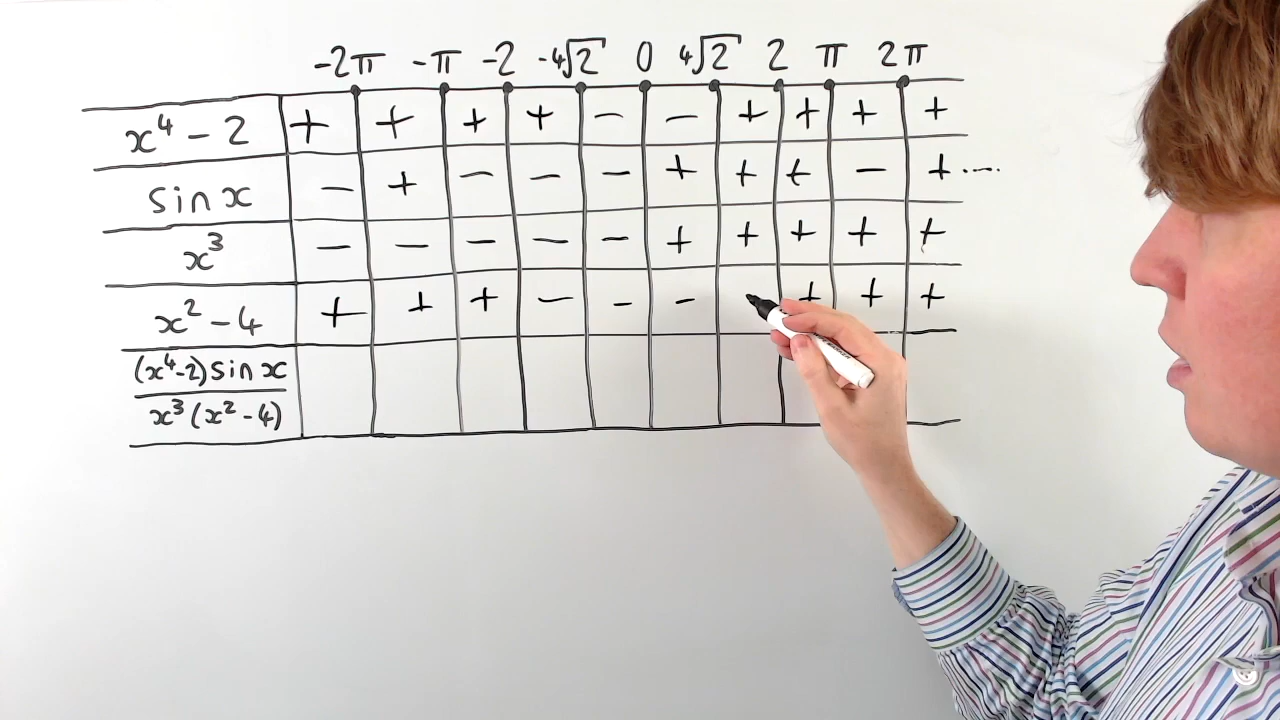 -2π -π -2 -⁴√2 0 ⁴√2 2 π 2π
x⁴ - 2 + + + + - - + + + +
sin x - + - - - + + + - + ....
x³ - - - - - + + + + +
x² - 4 + + + - - - + + +
(x⁴-2) sin x
x³ (x² - 4)